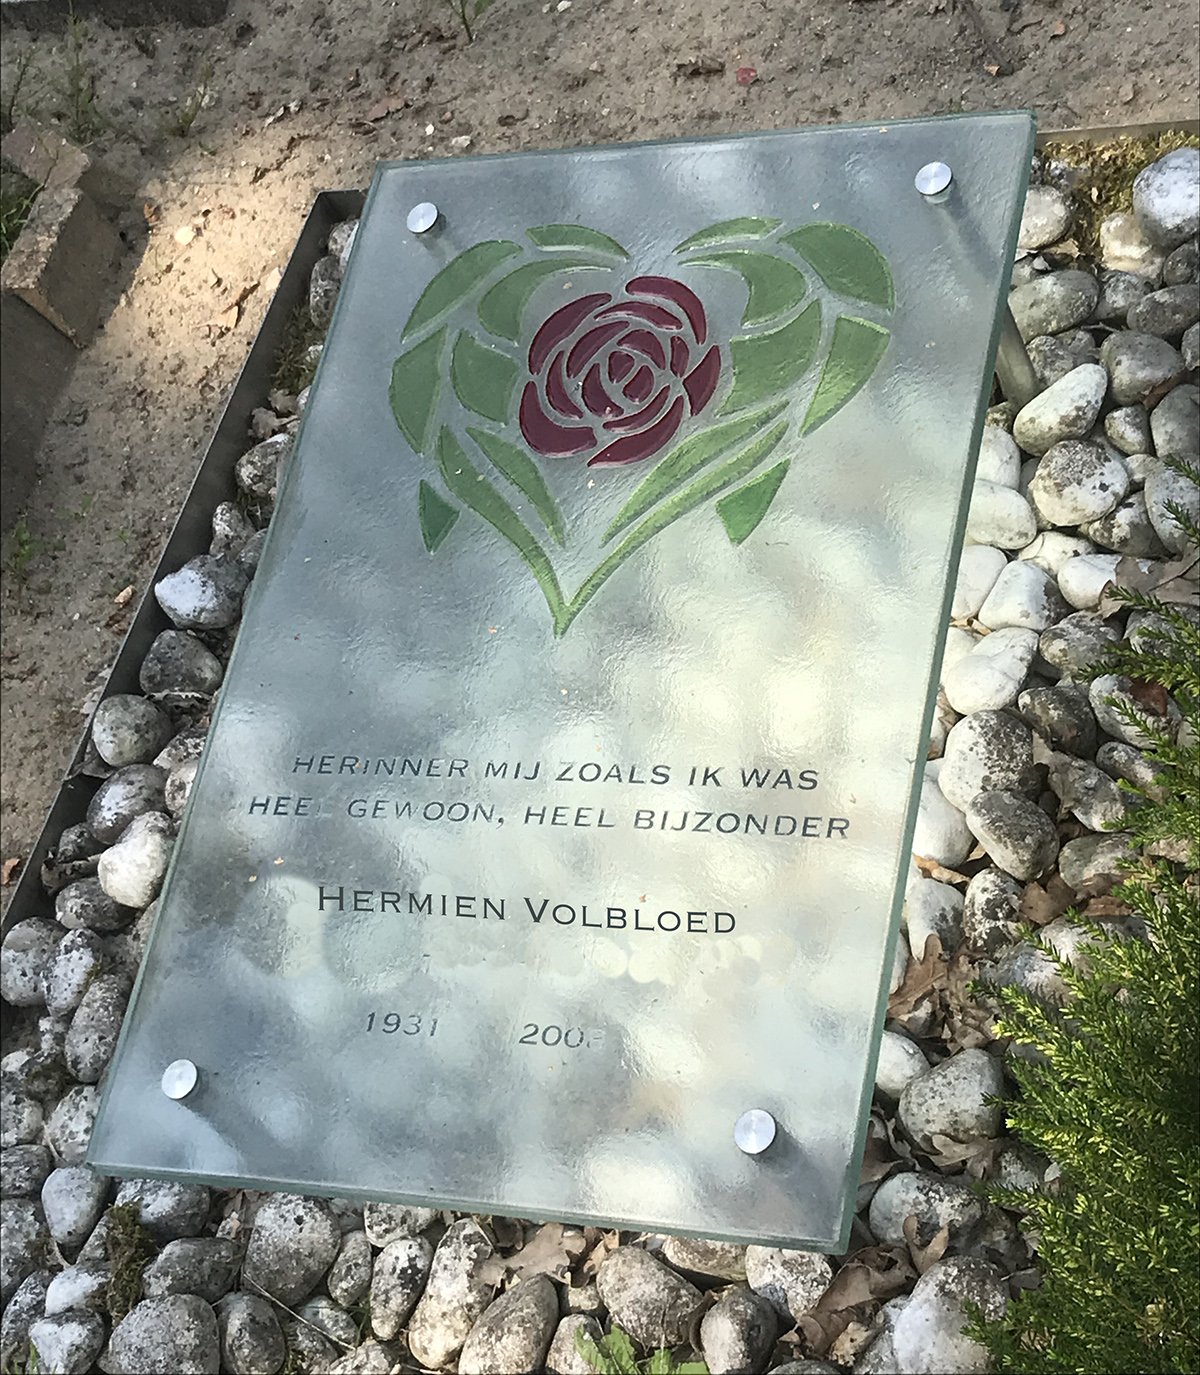 HERINNER MIJ ZOALS IK WAS
HEEL GEWOON, HEEL BIJZONDER
HERMIEN VOLBLOED
1931